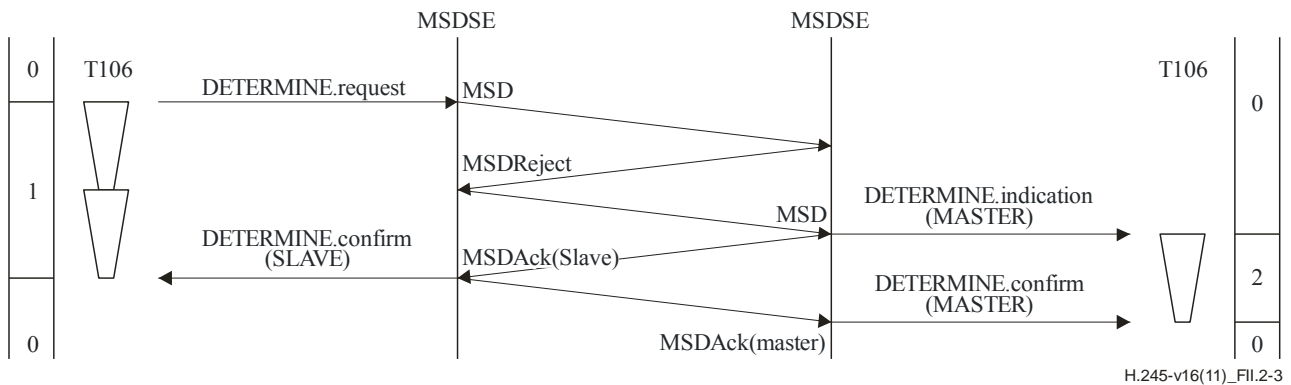 MSDSE MSDSE
0 T106 T106
DETERMINE.request MSD 0
MSDReject
1 DETERMINE.indication
MSD (MASTER)
DETERMINE.confirm
(SLAVE) MSDAck(Slave)
DETERMINE.confirm 2
(MASTER)
0 MSDAck(master) 0
H.245-v16(11)_FII.2-3